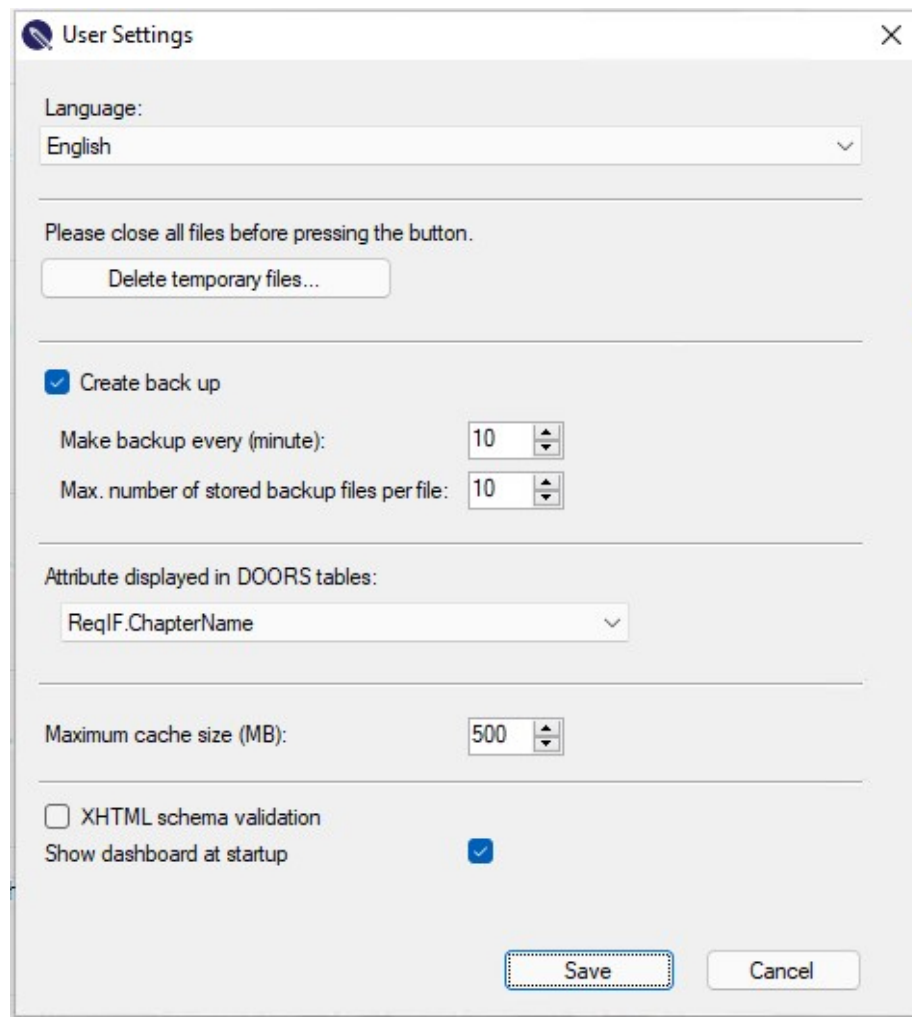 User Settings
Language:
English
Please close all files before pressing the button.
Delete temporary files...
Create back up
Make backup every (minute): 10
Max. number of stored backup files per file: 10
Attribute displayed in DOORS tables:
ReqIF.ChapterName
Maximum cache size (MB): 500
XHTML schema validation
Show dashboard at startup
Save Cancel